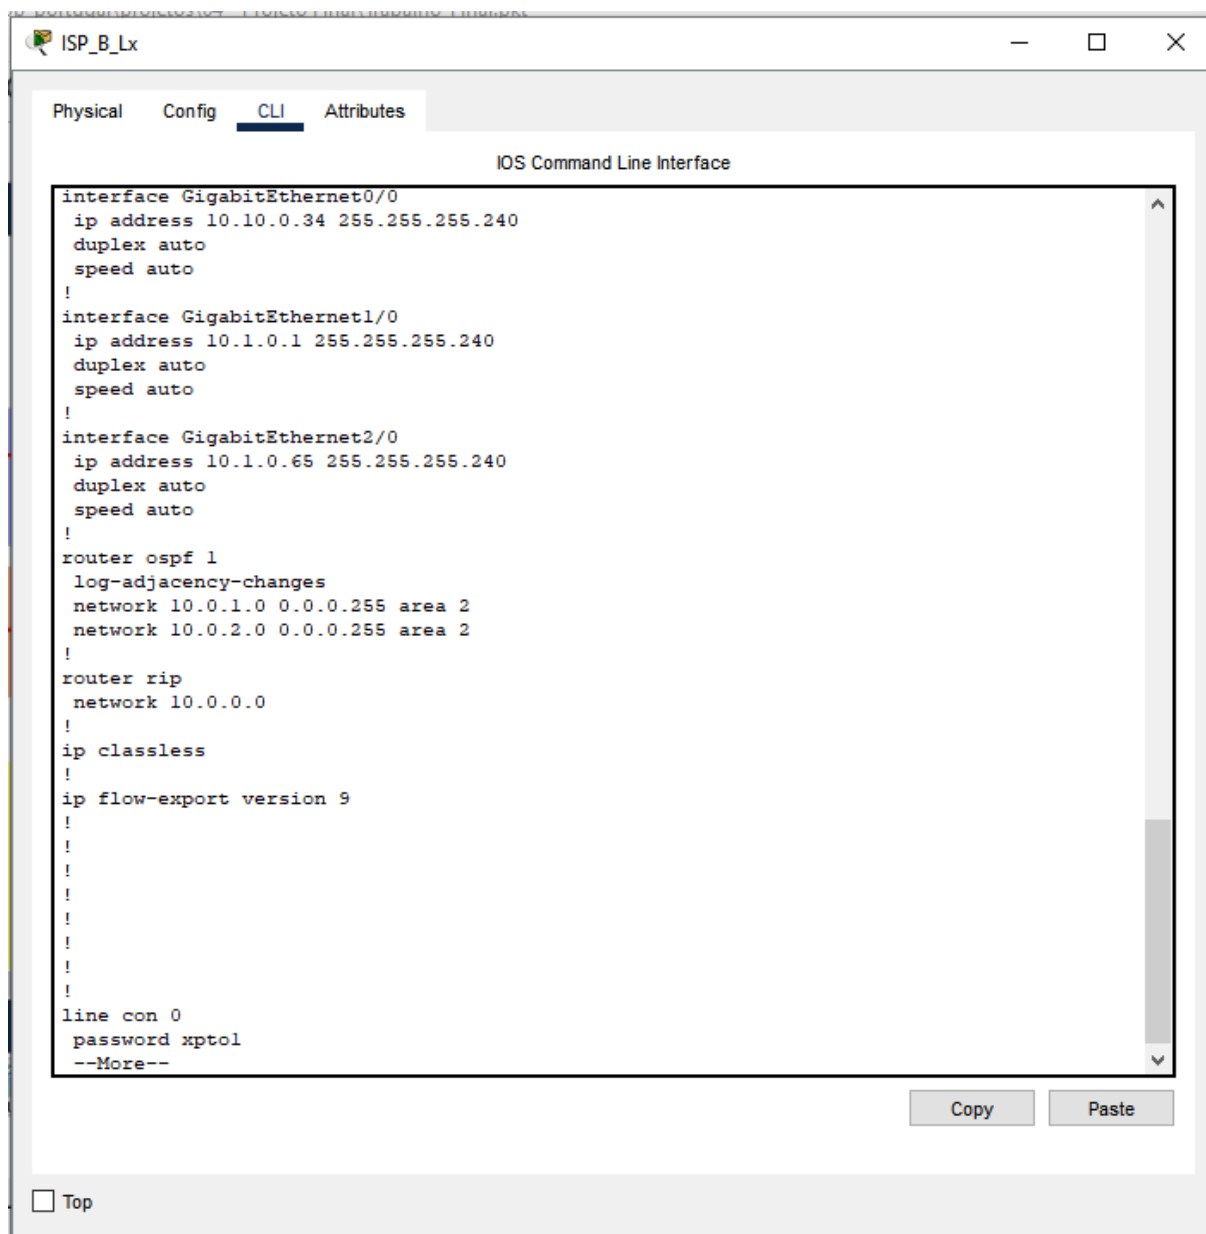 ISP_B_Lx
Physical Config CLI Attributes
IOS Command Line Interface
interface GigabitEthernet0/0
ip address 10.10.0.34 255.255.255.240
duplex auto
speed auto
!
interface GigabitEthernet1/0
ip address 10.1.0.1 255.255.255.240
duplex auto
speed auto
!
interface GigabitEthernet2/0
ip address 10.1.0.65 255.255.255.240
duplex auto
speed auto
!
router ospf 1
log-adjacency-changes
network 10.0.1.0 0.0.0.255 area 2
network 10.0.2.0 0.0.0.255 area 2
!
router rip
network 10.0.0.0
!
ip classless
!
ip flow-export version 9
!
!
!
!
!
!
!
!
line con 0
password xpto1
--More--
Copy Paste
Top